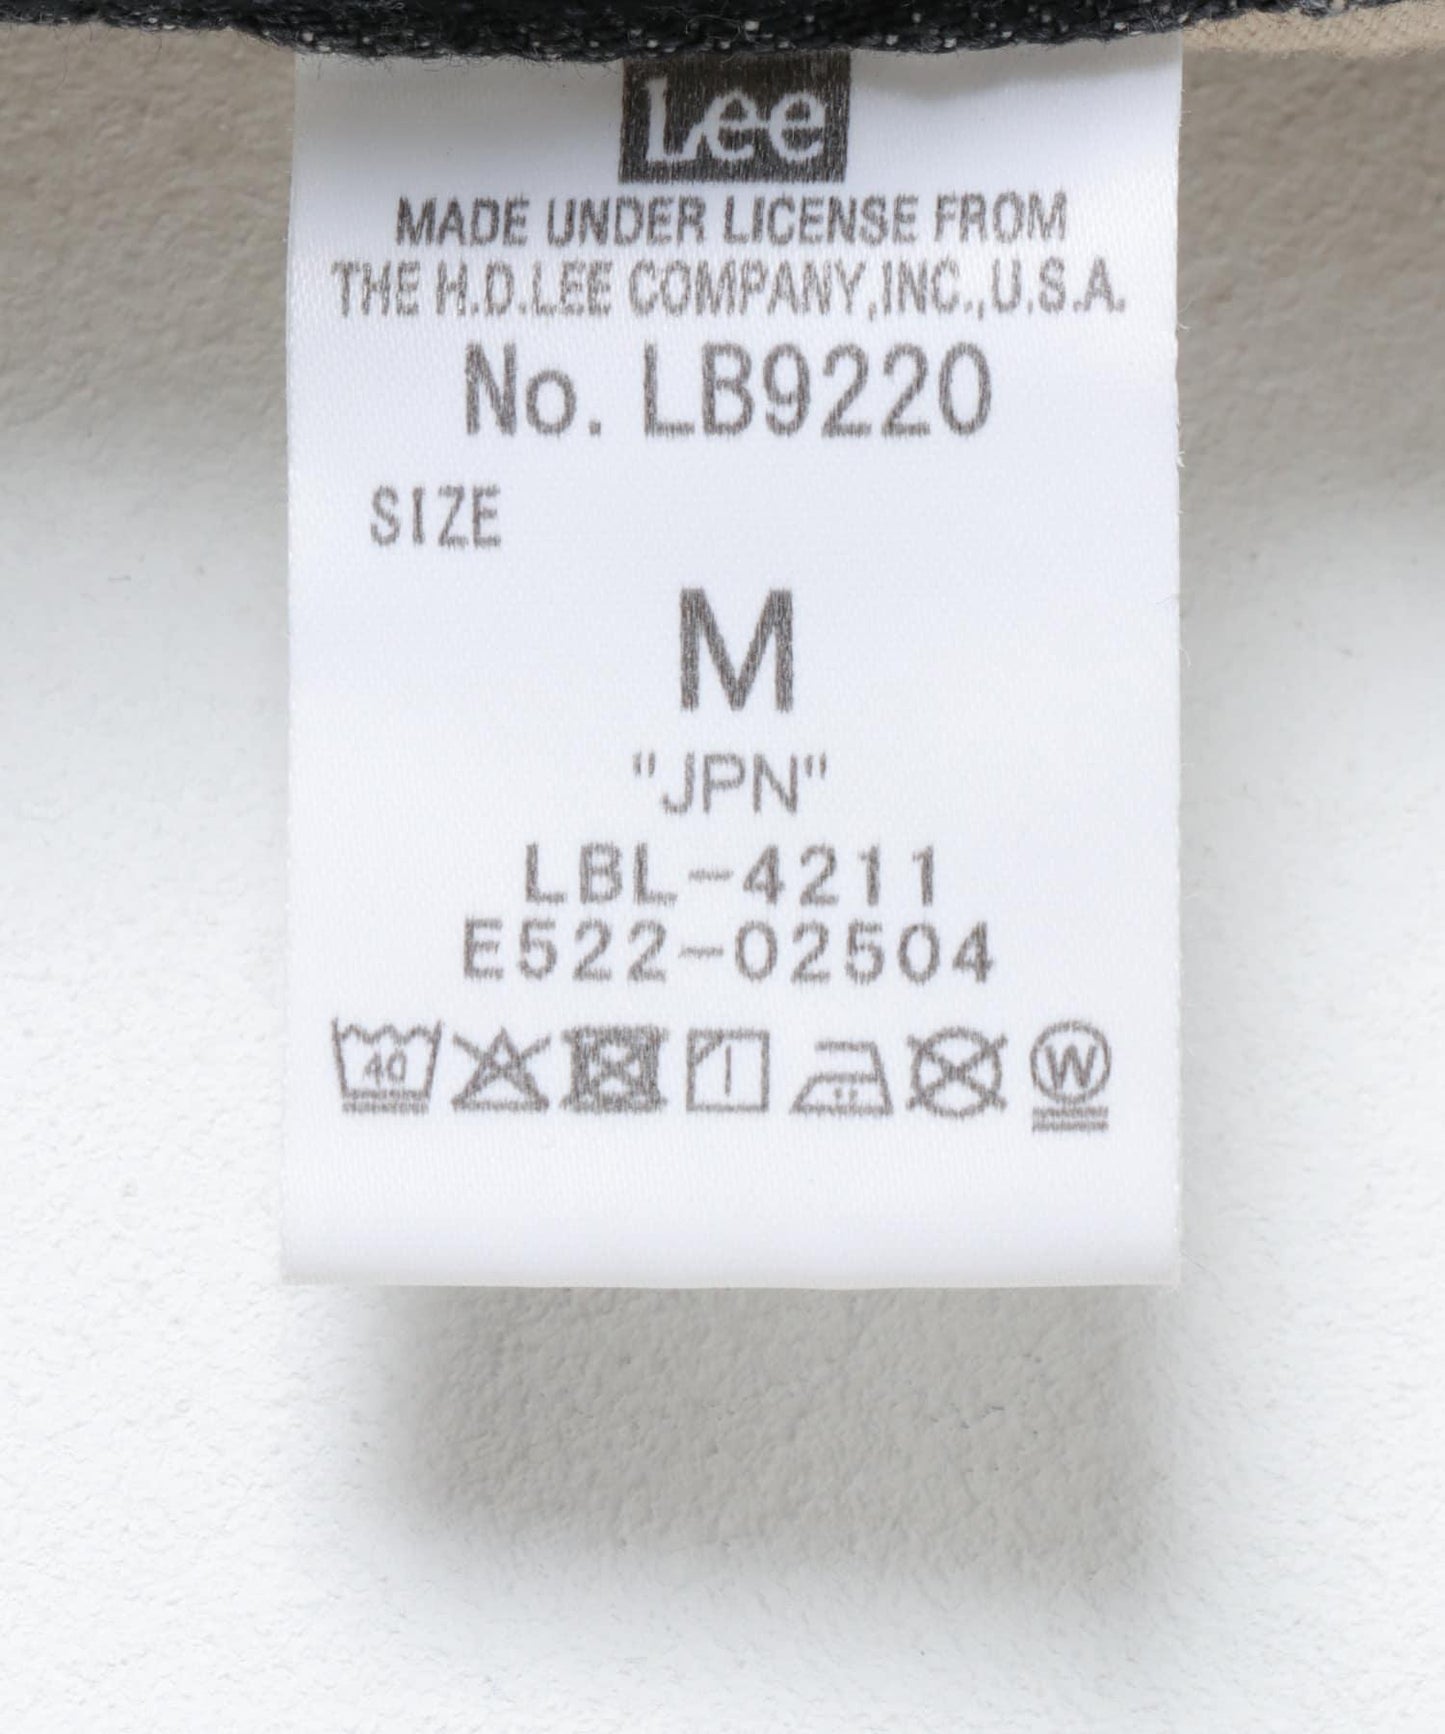 Lee
MADE UNDER LICENSE FROM
THE H.D.LEE COMPANY,INC.,U.S.A.
No. LB9220
SIZE
M
"JPN"
LBL-4211
E522-02504
40
W